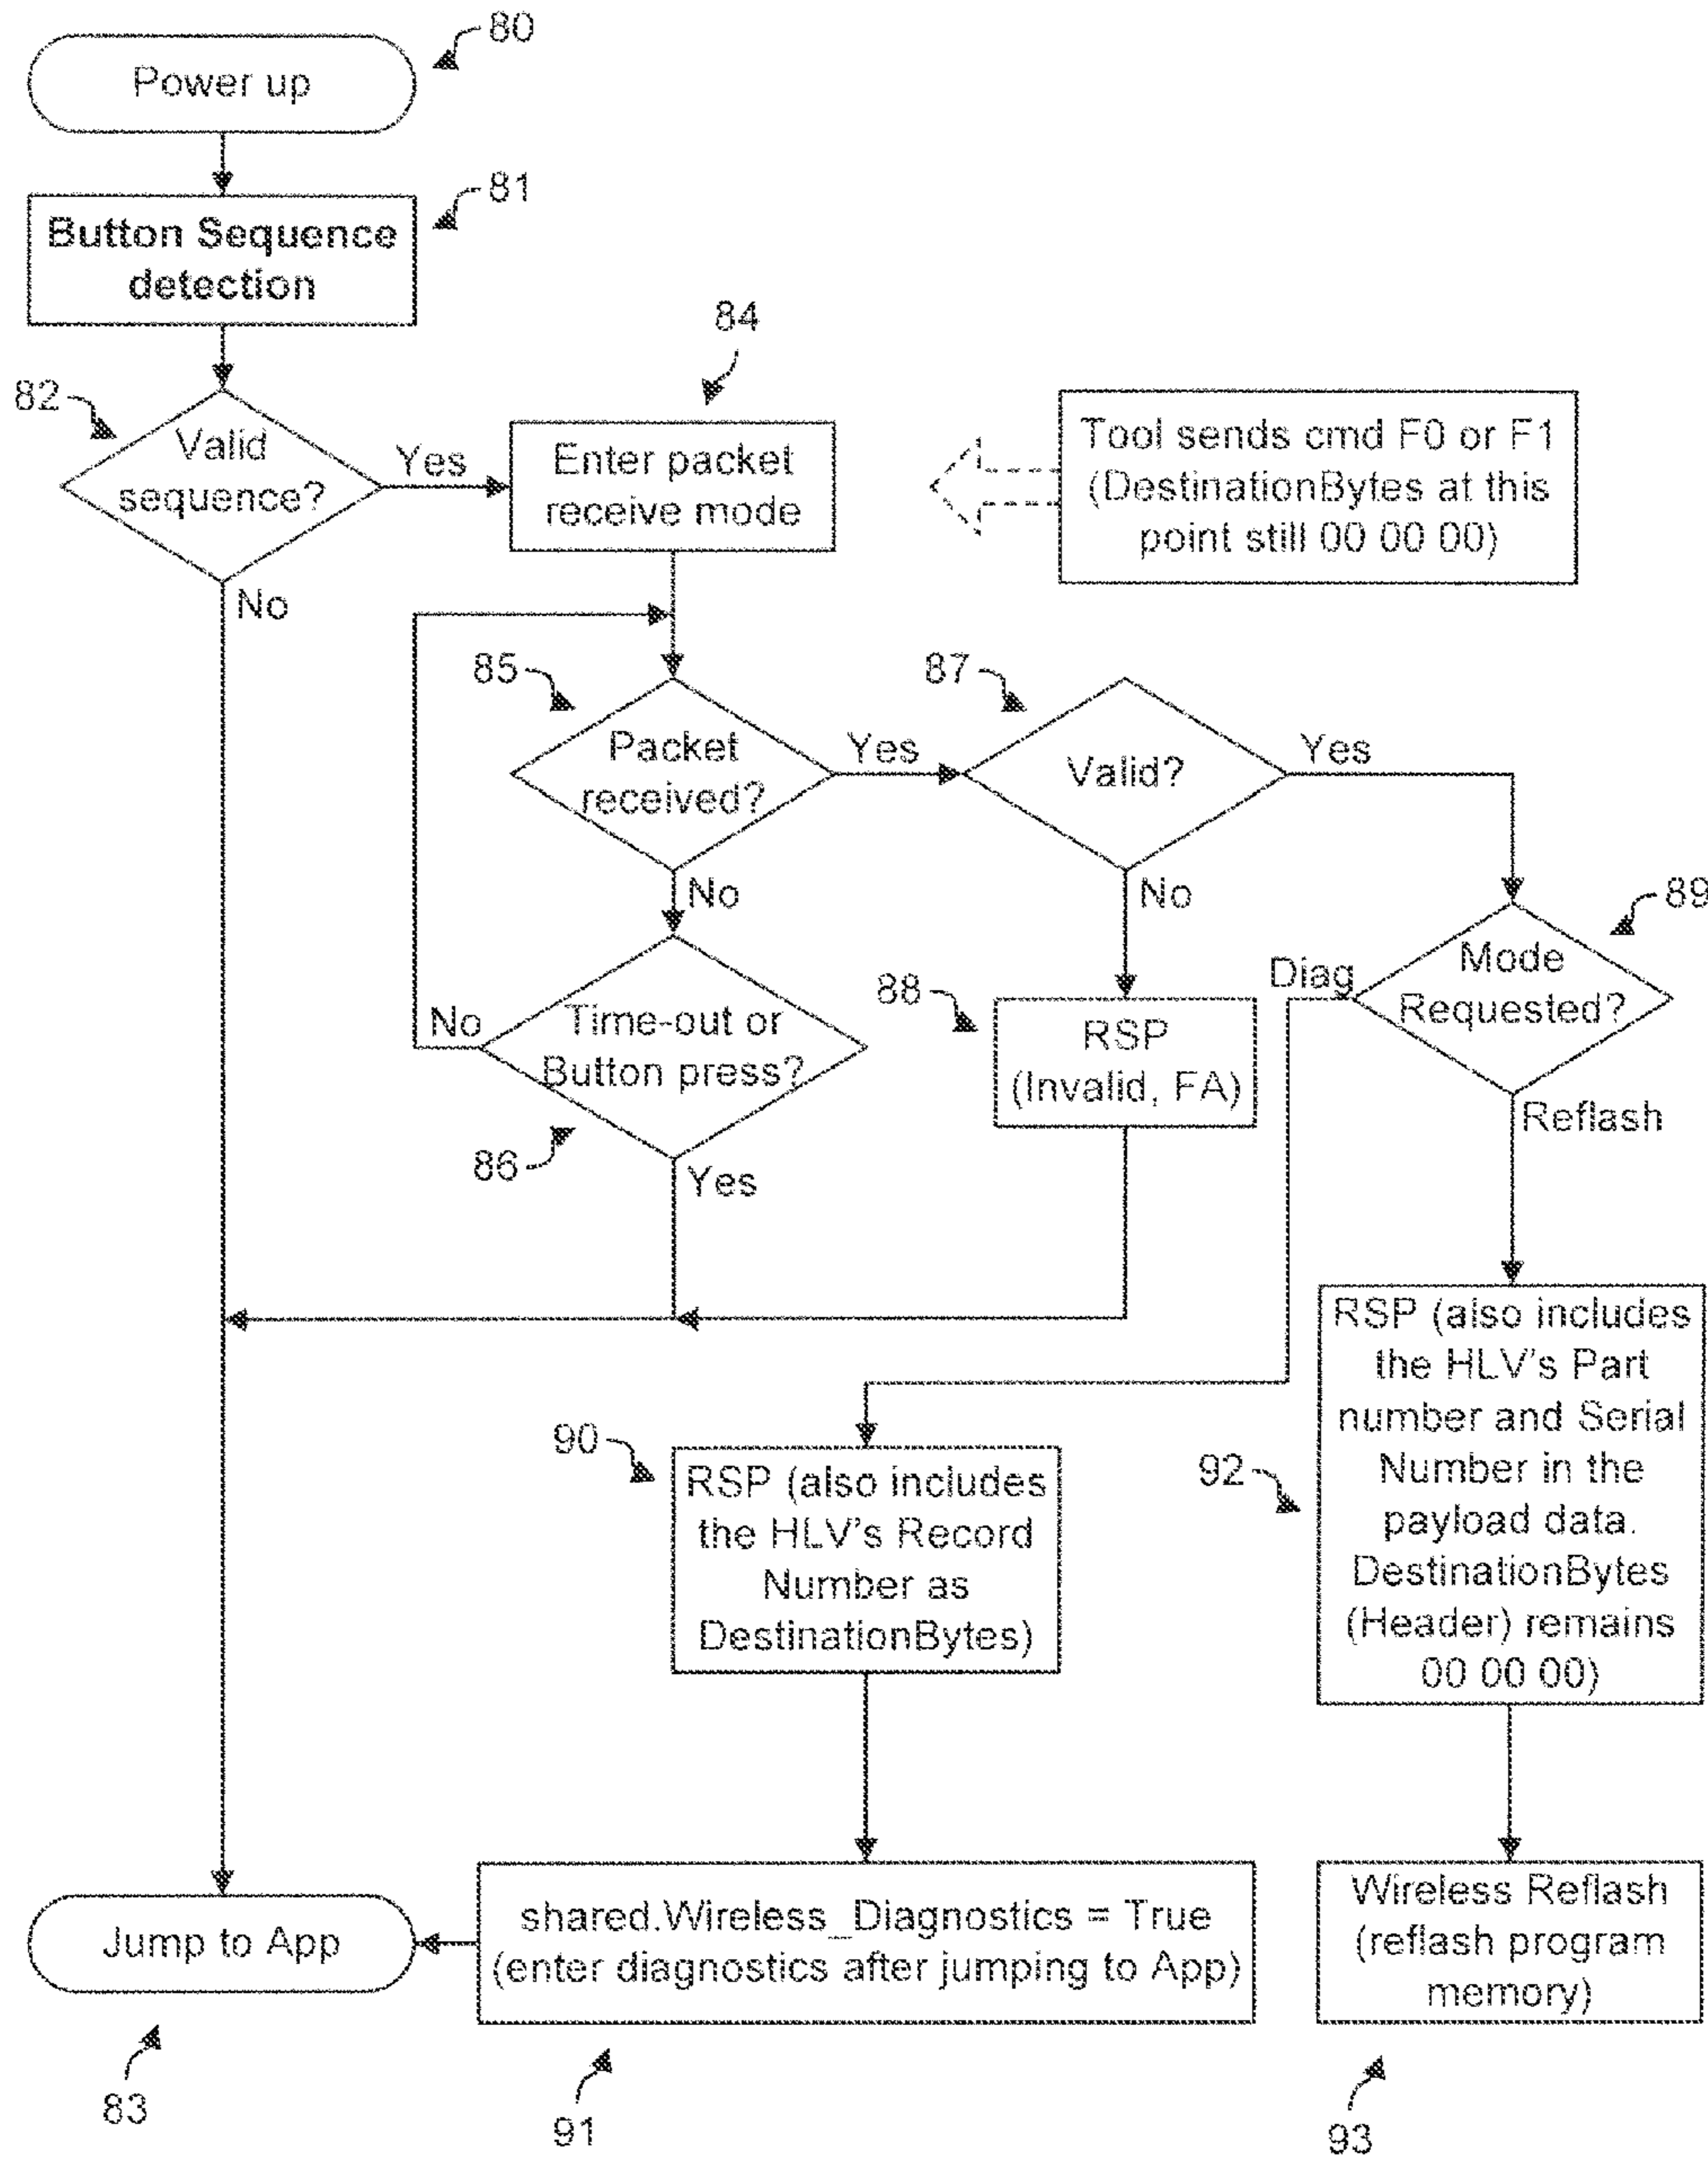 80
Power up
81
Button Sequence
detection
84
82
Valid
sequence?
Yes
No
Enter packet
receive mode
Tool sends cmd F0 or F1
(DestinationBytes at this
point still 00 00 00)
85
Packet
received?
Yes
No
87
Valid?
Yes
No
89
Mode
Requested?
Diag
Reflash
88
RSP
(Invalid, FA)
No
Time-out or
Button press?
86
Yes
90
RSP (also includes
the HLV's Record
Number as
DestinationBytes)
92
RSP (also includes
the HLV's Part
number and Serial
Number in the
payload data.
DestinationBytes
(Header) remains
00 00 00)
Jump to App
shared.Wireless_Diagnostics = True
(enter diagnostics after jumping to App)
Wireless Reflash
(reflash program
memory)
83
91
93